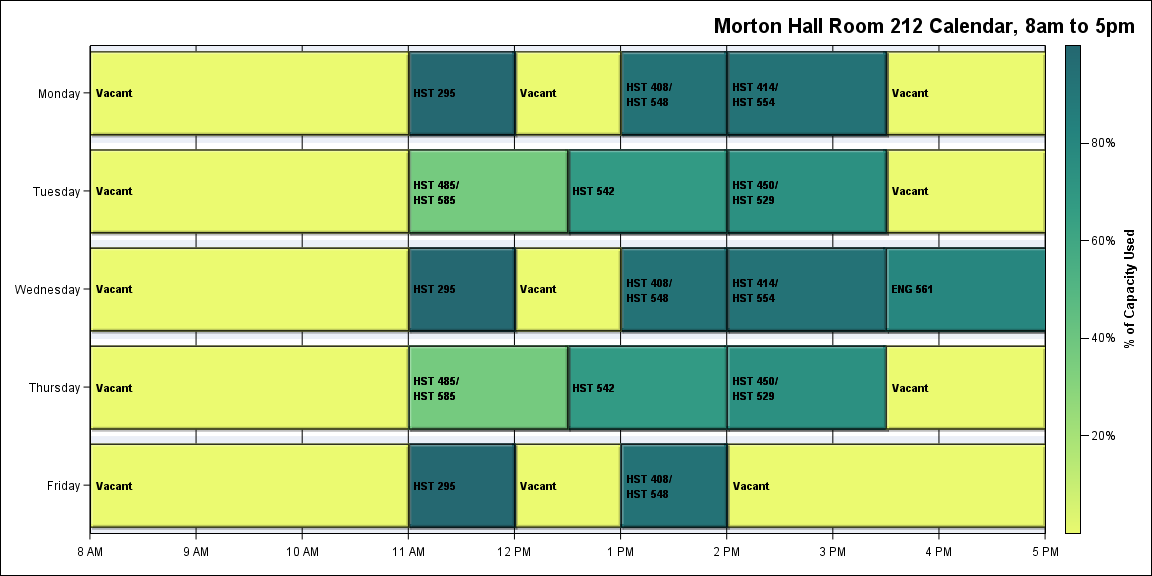 Morton Hall Room 212 Calendar, 8am to 5pm
Monday
Vacant
HST 295
Vacant
HST 408/
HST 548
HST 414/
HST 554
Vacant
Tuesday
Vacant
HST 485/
HST 585
HST 542
HST 450/
HST 529
Vacant
Wednesday
Vacant
HST 295
Vacant
HST 408/
HST 548
HST 414/
HST 554
ENG 561
Thursday
Vacant
HST 485/
HST 585
HST 542
HST 450/
HST 529
Vacant
Friday
Vacant
HST 295
Vacant
HST 408/
HST 548
Vacant
8 AM
9 AM
10 AM
11 AM
12 PM
1 PM
2 PM
3 PM
4 PM
5 PM
80%
60%
40%
20%
% of Capacity Used